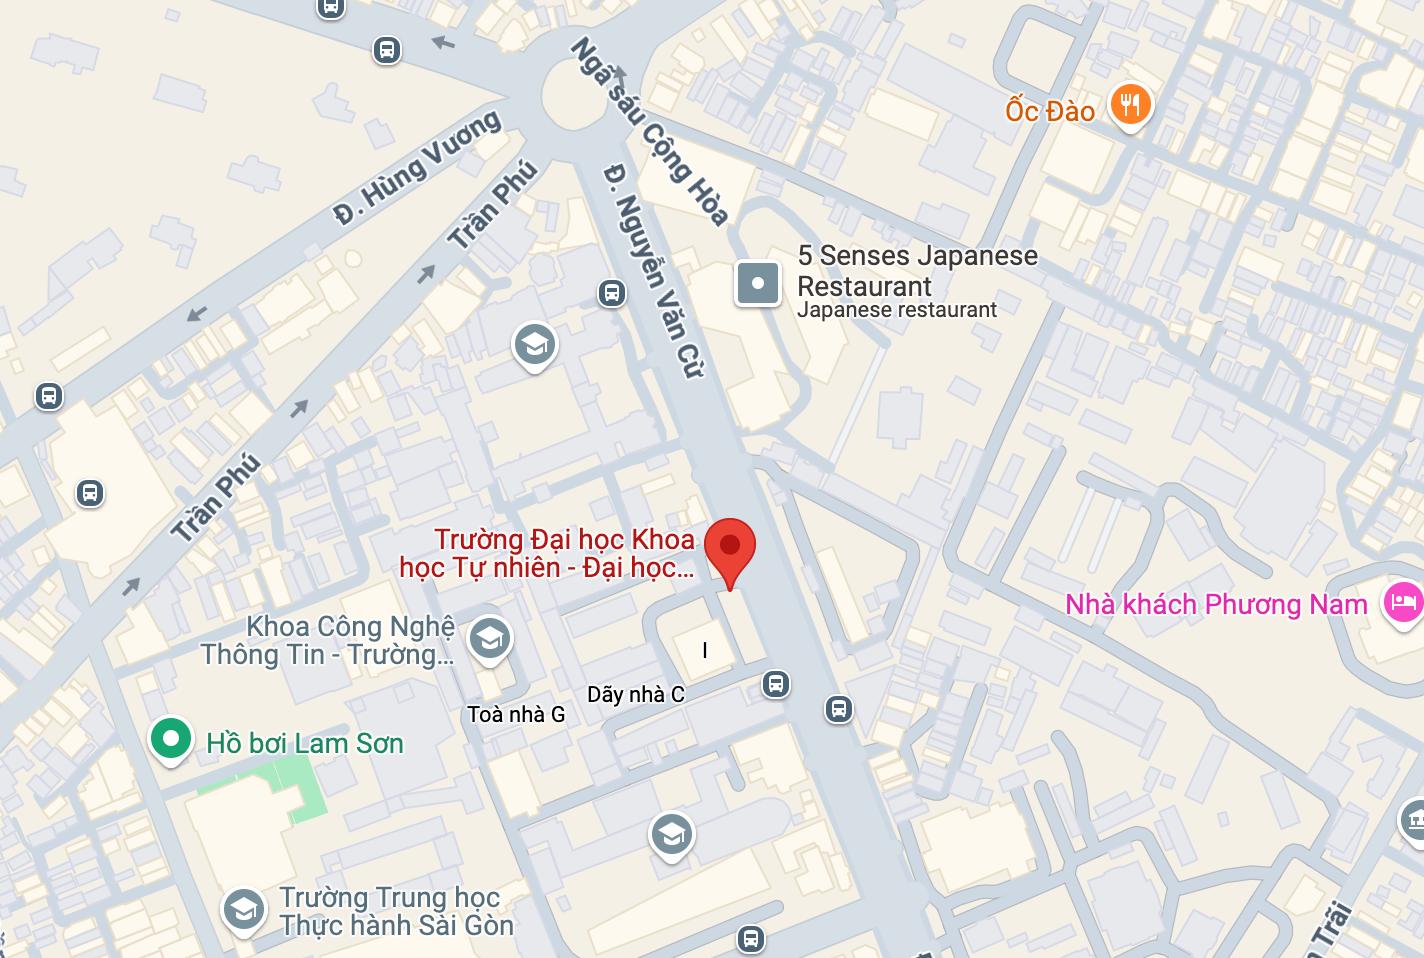 Ngã sáu Cộng Hòa
Ốc Đào
Đ. Hùng Vương
Trần Phú
Đ. Nguyễn Văn Cừ
5 Senses Japanese
Restaurant
Japanese restaurant
Trần Phú
Trường Đại học Khoa
học Tự nhiên - Đại học...
Nhà khách Phương Nam
Khoa Công Nghệ
Thông Tin - Trường...
I
Dãy nhà C
Toà nhà G
Hồ bơi Lam Sơn
Trường Trung học
Thực hành Sài Gòn
Trãi